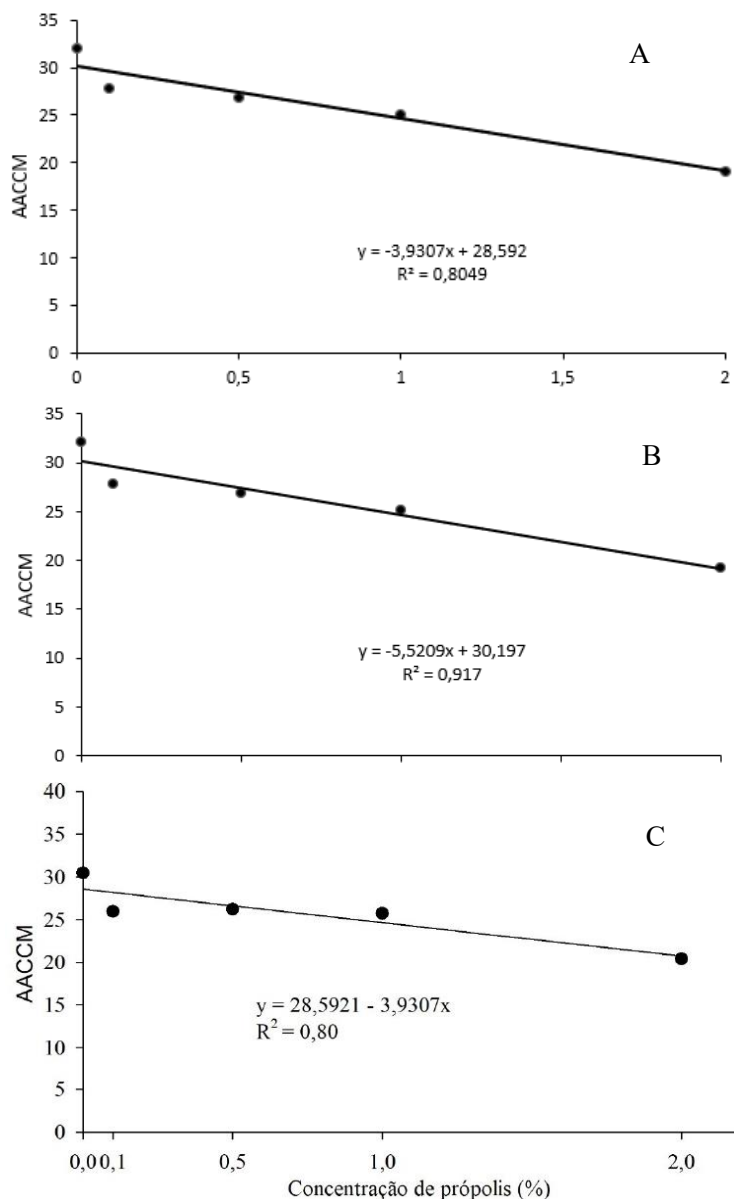 35
A
30
25
20
AACCM
15
y = -3,9307x + 28,592
10
R² = 0,8049
5
0
0 0,5 1 1,5 2
35
B
30
25
20
AACCM
15
y = -5,5209x + 30,197
10
R² = 0,917
5
0
40
35
C
30
25
20
AACCM
15
y = 28,5921 - 3,9307x
R² = 0,80
10
5
0
0,0 0,1 0,5 1,0 2,0
Concentração de própolis (%)